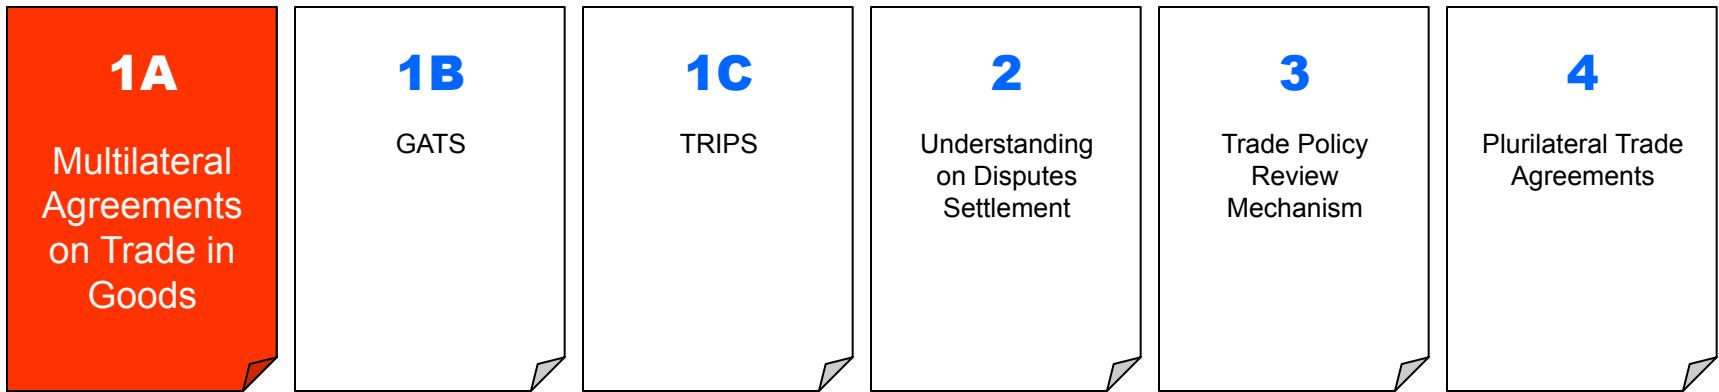 1A
Multilateral
Agreements
on Trade in
Goods
1B
GATS
1C
TRIPS
2
Understanding
on Disputes
Settlement
3
Trade Policy
Review
Mechanism
4
Plurilateral Trade
Agreements